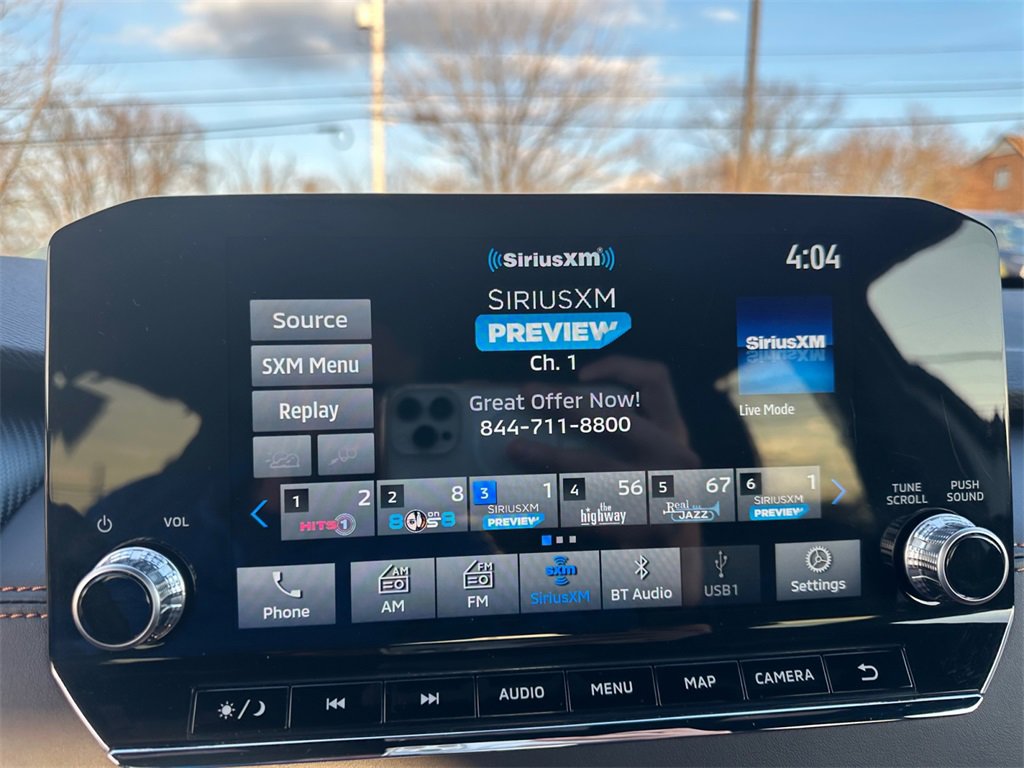 SiriusXM
4:04
SIRIUSXM
PREVIEW
Ch. 1
Great Offer Now!
844-711-8800
Source
SXM Menu
Replay
SiriusXM
Live Mode
1 2 HITS 1
2 8 80s on 8
3 1 SIRIUSXM PREVIEW
4 56 the highway
5 67 Real JAZZ
6 1 SIRIUSXM PREVIEW
VOL
TUNE SCROLL
PUSH SOUND
Phone
AM AM
FM FM
sxm SiriusXM
BT Audio
USB1
Settings
AUDIO
MENU
MAP
CAMERA